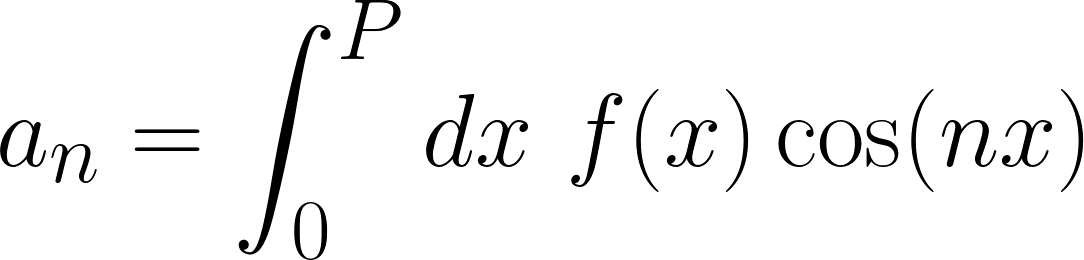 a_n = \int_0^P dx f(x) cos(nx)